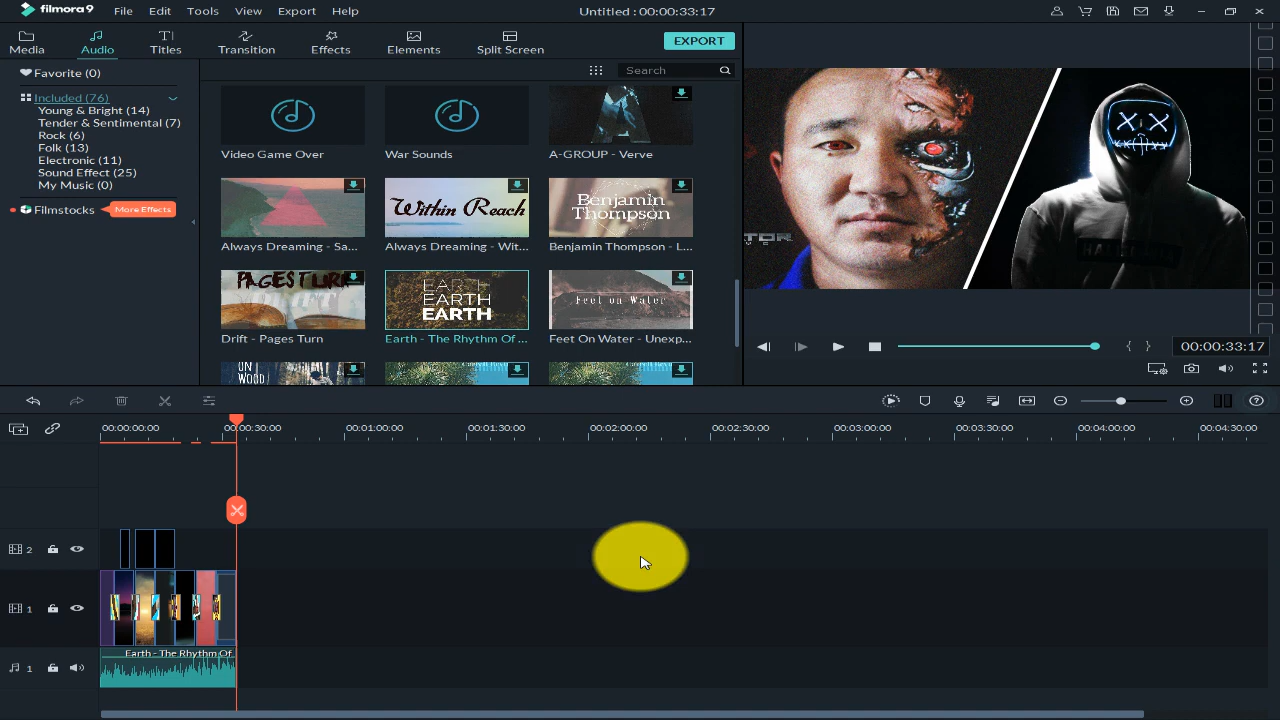 filmora9 File Edit Tools View Export Help Untitled : 00:00:33:17
Media Audio Titles Transition Effects Elements Split Screen EXPORT
Favorite (0)
Included (76)
Young & Bright (14)
Tender & Sentimental (7)
Rock (6)
Folk (13)
Electronic (11)
Sound Effect (25)
My Music (0)
Filmstocks More Effects
Search
Video Game Over War Sounds A-GROUP - Verve
Within Reach
Benjamin
Thompson
Always Dreaming - Sa... Always Dreaming - Wit... Benjamin Thompson - L...
PAGES TURN
EARTH
EARTH
EARTH
Feet on Water
Drift - Pages Turn Earth - The Rhythm Of ... Feet On Water - Unexp...
ON
WOOD
00:00:33:17
00:00:00:00 00:00:30:00 00:01:00:00 00:01:30:00 00:02:00:00 00:02:30:00 00:03:00:00 00:03:30:00 00:04:00:00 00:04:30:00
2
1
Earth - The Rhythm Of
1